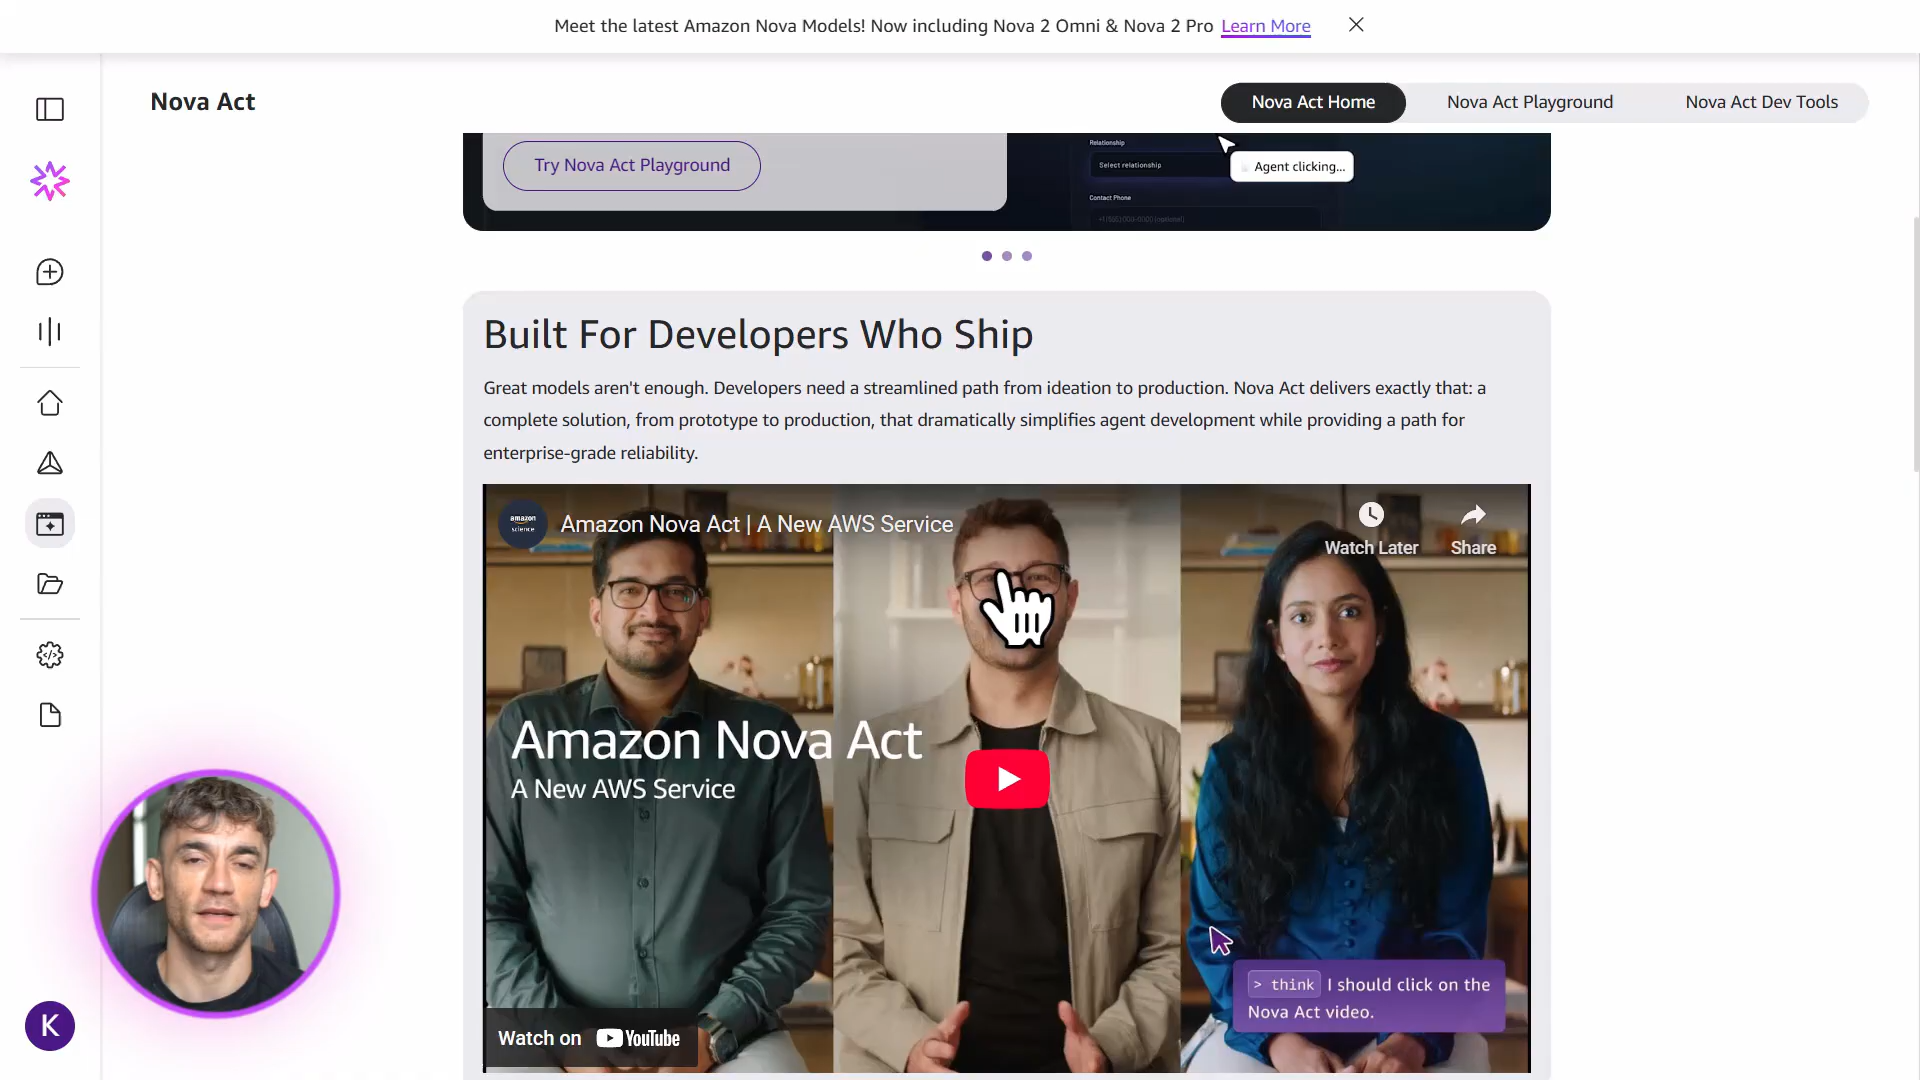 Meet the latest Amazon Nova Models! Now including Nova 2 Omni & Nova 2 Pro Learn More
Nova Act
Nova Act Home
Nova Act Playground
Nova Act Dev Tools
Try Nova Act Playground
Relationship
Select relationship
Agent clicking...
Contact Phone
Built For Developers Who Ship
Great models aren't enough. Developers need a streamlined path from ideation to production. Nova Act delivers exactly that: a
complete solution, from prototype to production, that dramatically simplifies agent development while providing a path for
enterprise-grade reliability.
amazon
science
Amazon Nova Act | A New AWS Service
Watch Later
Share
Amazon Nova Act
A New AWS Service
> think I should click on the
Nova Act video.
Watch on YouTube
K